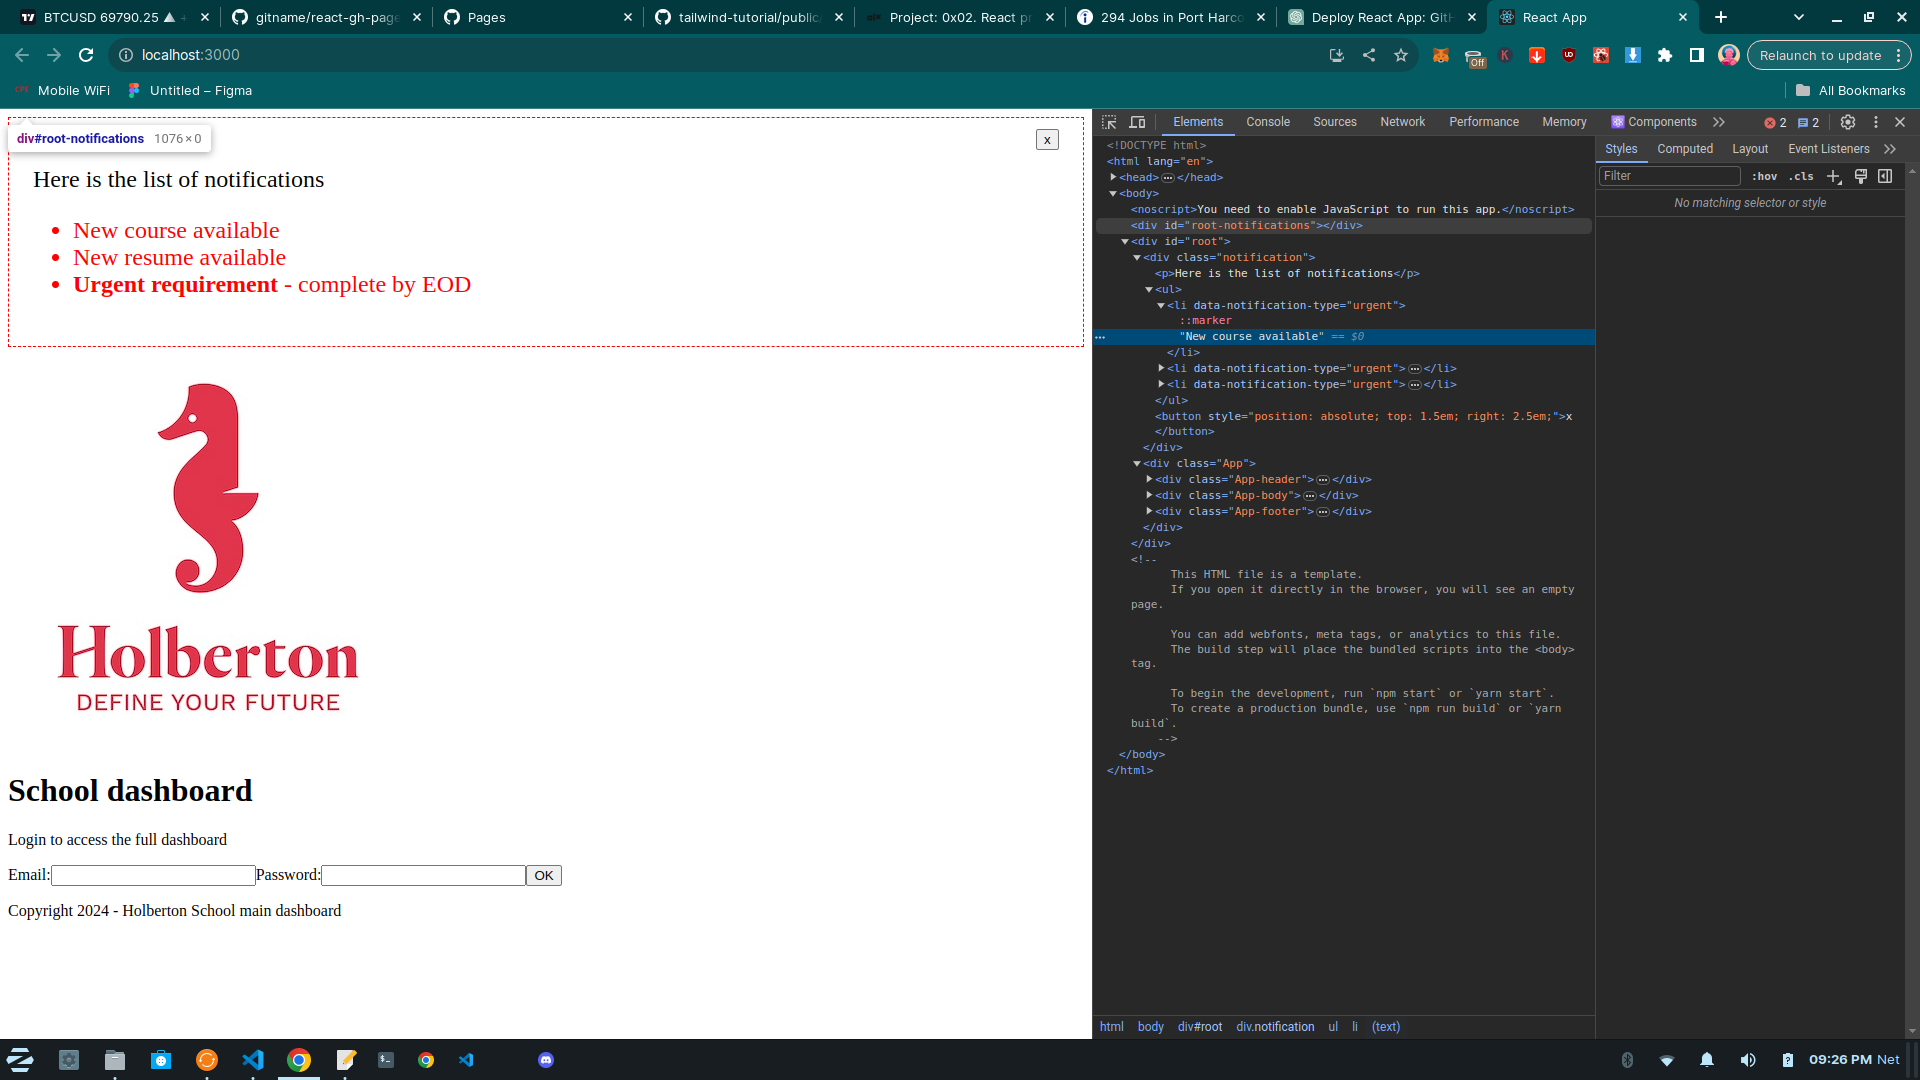 BTCUSD 69790.25
gitname/react-gh-page
Pages
tailwind-tutorial/public
Project: 0x02. React pr
294 Jobs in Port Harco
Deploy React App: GitH
React App
localhost:3000
Off
Relaunch to update
Mobile WiFi
Untitled – Figma
All Bookmarks
div#root-notifications 1076 × 0
x
Here is the list of notifications
New course available
New resume available
Urgent requirement - complete by EOD
Holberton
DEFINE YOUR FUTURE
School dashboard
Login to access the full dashboard
Email: Password: OK
Copyright 2024 - Holberton School main dashboard
Elements Console Sources Network Performance Memory Components 2 2
<!DOCTYPE html>
<html lang="en">
<head>…</head>
<body>
<noscript>You need to enable JavaScript to run this app.</noscript>
<div id="root-notifications"></div>
<div id="root">
<div class="notification">
<p>Here is the list of notifications</p>
<ul>
<li data-notification-type="urgent">
::marker
"New course available" == $0
</li>
<li data-notification-type="urgent">…</li>
<li data-notification-type="urgent">…</li>
</ul>
<button style="position: absolute; top: 1.5em; right: 2.5em;">x
</button>
</div>
<div class="App">
<div class="App-header">…</div>
<div class="App-body">…</div>
<div class="App-footer">…</div>
</div>
</div>
<!--
This HTML file is a template.
If you open it directly in the browser, you will see an empty
page.
You can add webfonts, meta tags, or analytics to this file.
The build step will place the bundled scripts into the <body>
tag.
To begin the development, run `npm start` or `yarn start`.
To create a production bundle, use `npm run build` or `yarn
build`.
-->
</body>
</html>
html body div#root div.notification ul li (text)
Styles Computed Layout Event Listeners
Filter :hov .cls
No matching selector or style
09:26 PM Net